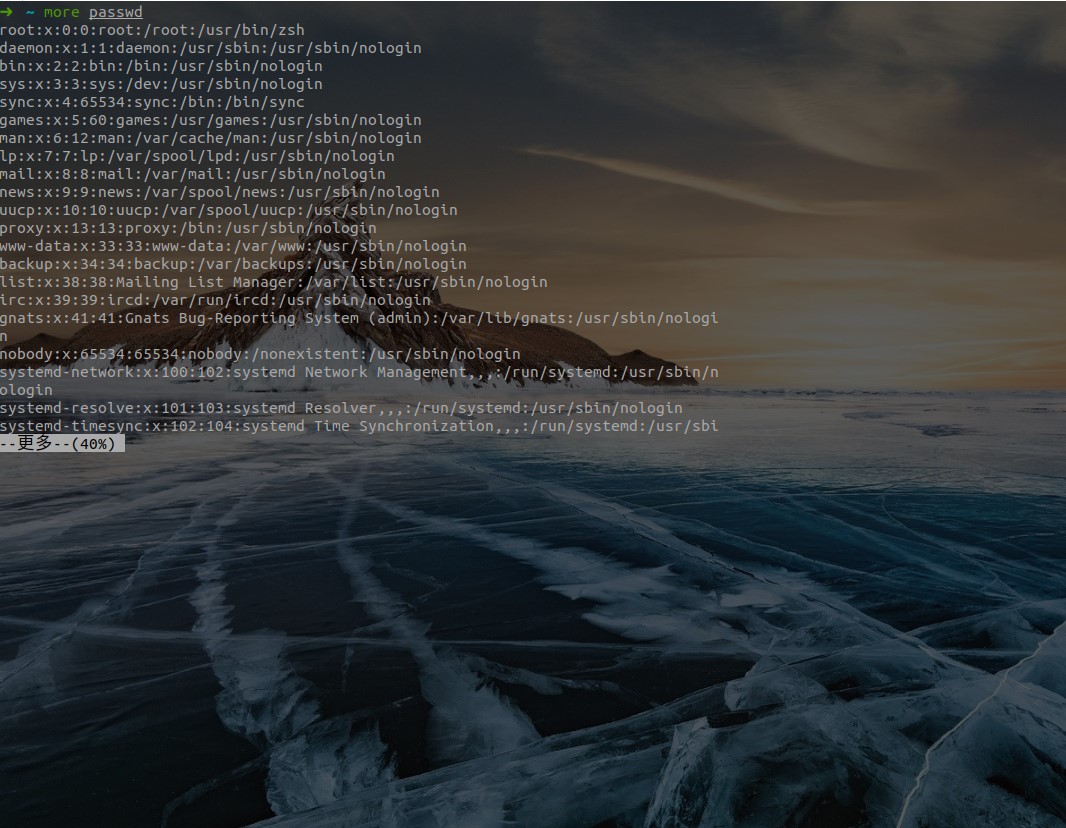 ➜ ~ more passwd
root:x:0:0:root:/root:/usr/bin/zsh
daemon:x:1:1:daemon:/usr/sbin:/usr/sbin/nologin
bin:x:2:2:bin:/bin:/usr/sbin/nologin
sys:x:3:3:sys:/dev:/usr/sbin/nologin
sync:x:4:65534:sync:/bin:/bin/sync
games:x:5:60:games:/usr/games:/usr/sbin/nologin
man:x:6:12:man:/var/cache/man:/usr/sbin/nologin
lp:x:7:7:lp:/var/spool/lpd:/usr/sbin/nologin
mail:x:8:8:mail:/var/mail:/usr/sbin/nologin
news:x:9:9:news:/var/spool/news:/usr/sbin/nologin
uucp:x:10:10:uucp:/var/spool/uucp:/usr/sbin/nologin
proxy:x:13:13:proxy:/bin:/usr/sbin/nologin
www-data:x:33:33:www-data:/var/www:/usr/sbin/nologin
backup:x:34:34:backup:/var/backups:/usr/sbin/nologin
list:x:38:38:Mailing List Manager:/var/list:/usr/sbin/nologin
irc:x:39:39:ircd:/var/run/ircd:/usr/sbin/nologin
gnats:x:41:41:Gnats Bug-Reporting System (admin):/var/lib/gnats:/usr/sbin/nologi
n
nobody:x:65534:65534:nobody:/nonexistent:/usr/sbin/nologin
systemd-network:x:100:102:systemd Network Management,,,:/run/systemd:/usr/sbin/n
ologin
systemd-resolve:x:101:103:systemd Resolver,,,:/run/systemd:/usr/sbin/nologin
systemd-timesync:x:102:104:systemd Time Synchronization,,,:/run/systemd:/usr/sbi
--更多--(40%)